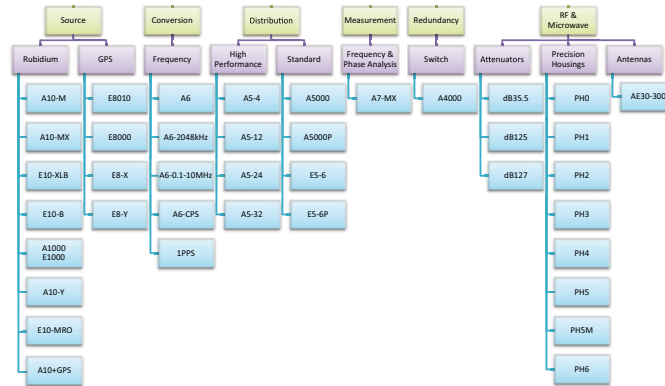 Source
Conversion
Distribution
Measurement
Redundancy
RF &
Microwave
Rubidium
GPS
Frequency
High
Performance
Standard
Frequency &
Phase Analysis
Switch
Attenuators
Precision
Housings
Antennas
A10-M
E8010
A6
A5-4
A5000
A7-MX
A4000
dB35.5
PH0
AE30-300
A10-MX
E8000
A6-2048kHz
A5-12
A5000P
dB125
PH1
E10-XLB
E8-X
A6-0.1-10MHz
A5-24
E5-6
dB127
PH2
E10-B
E8-Y
A6-CPS
A5-32
E5-6P
PH3
A1000
E1000
1PPS
PH4
A10-Y
PH5
E10-MRO
PH5M
A10+GPS
PH6